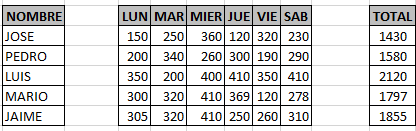 NOMBRE LUN MAR MIER JUE VIE SAB TOTAL
JOSE 150 250 360 120 320 230 1430
PEDRO 200 340 260 300 190 290 1580
LUIS 350 200 400 410 350 410 2120
MARIO 300 320 410 369 120 278 1797
JAIME 305 320 410 250 260 310 1855